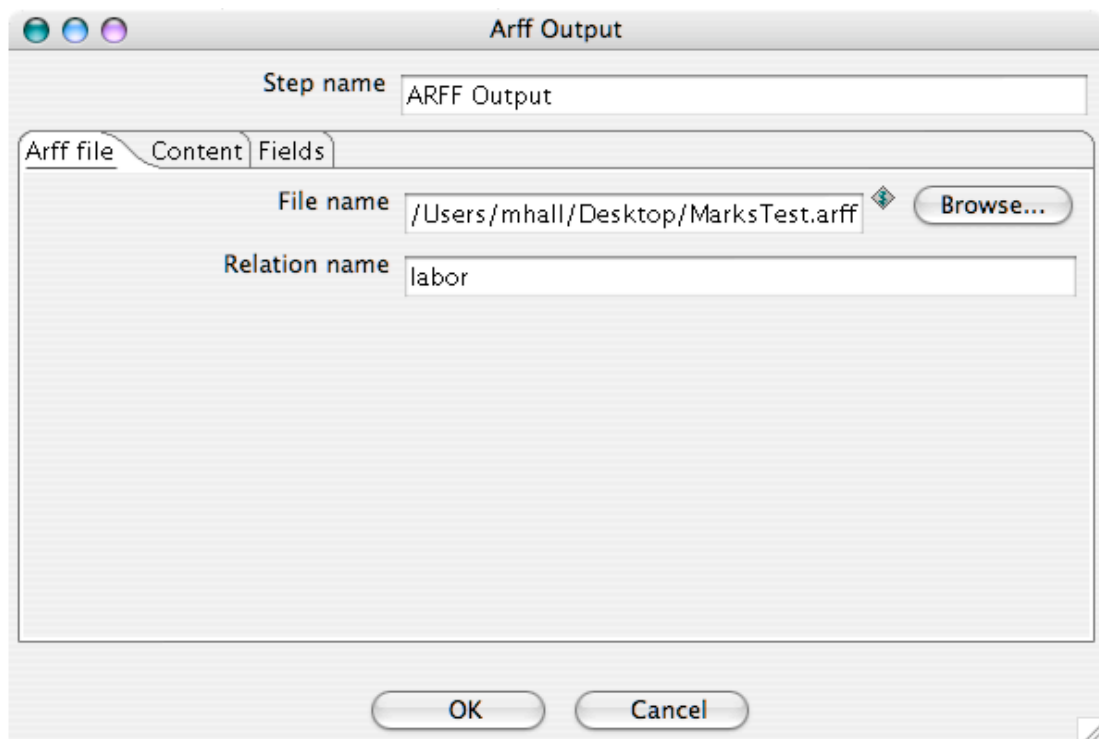 Arff Output
Step name ARFF Output
Arff file Content Fields
File name /Users/mhall/Desktop/MarksTest.arff Browse...
Relation name labor
OK Cancel